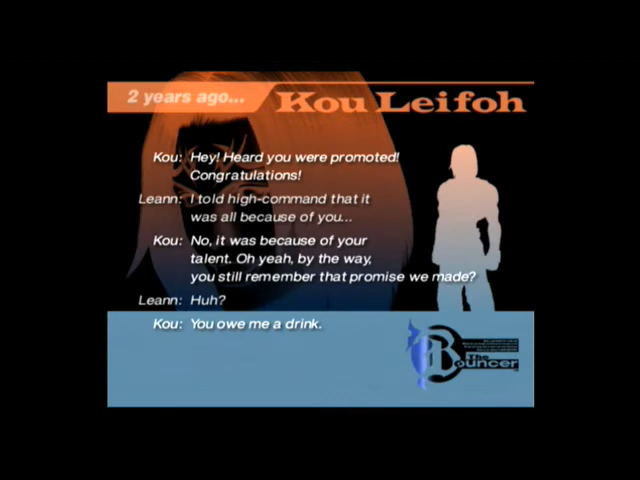 2 years ago...
Kou Leifoh
Kou: Hey! Heard you were promoted!
Congratulations!
Leann: I told high-command that it
was all because of you...
Kou: No, it was because of your
talent. Oh yeah, by the way,
you still remember that promise we made?
Leann: Huh?
Kou: You owe me a drink.
The
Bouncer